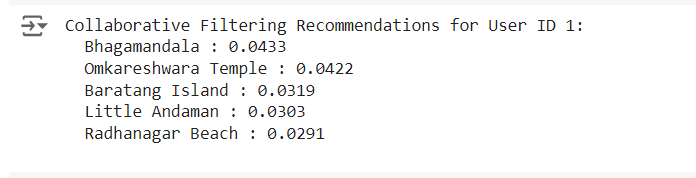 Collaborative Filtering Recommendations for User ID 1:
Bhagamandala : 0.0433
Omkareshwara Temple : 0.0422
Baratang Island : 0.0319
Little Andaman : 0.0303
Radhanagar Beach : 0.0291